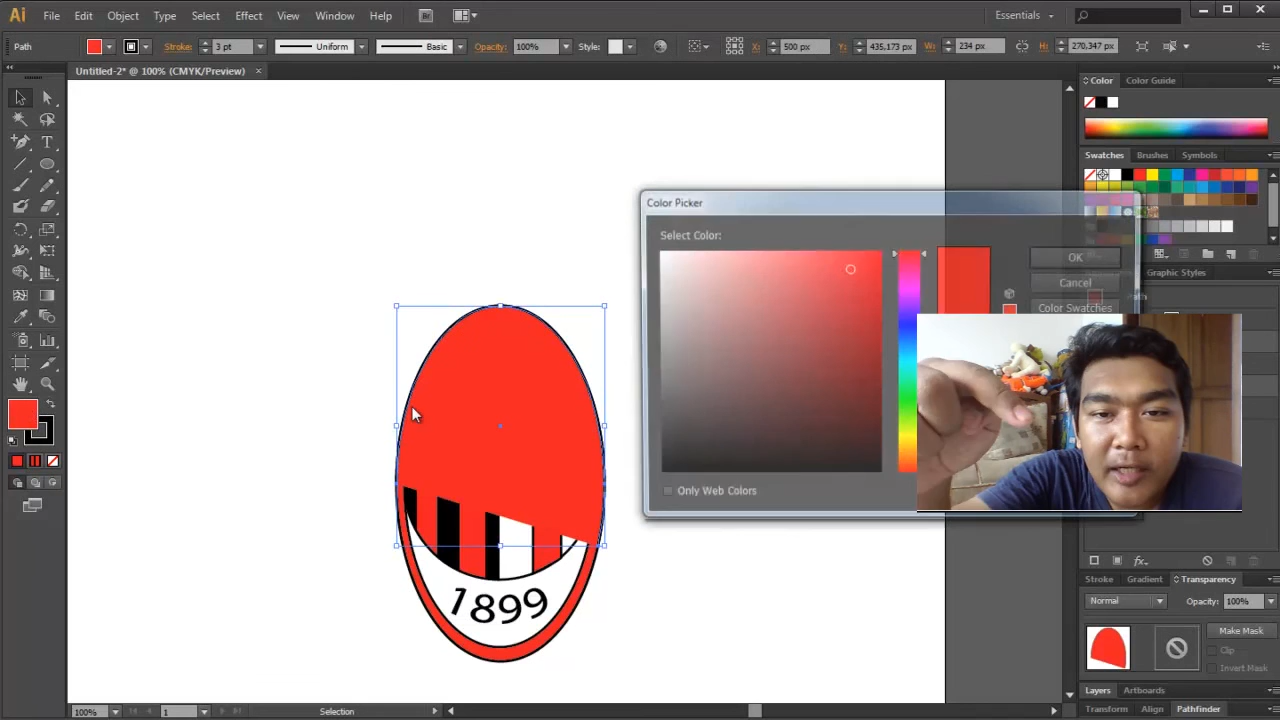 Ai File Edit Object Type Select Effect View Window Help Essentials
Path Stroke: 3 pt Uniform Basic Opacity: 100% Style: X: 500 px Y: 435,173 px W: 234 px H: 270,347 px
Untitled-2* @ 100% (CMYK/Preview) ×
Color Color Guide
Swatches Brushes Symbols
Color Picker
Select Color:
OK
Cancel
Color Swatches
Graphic Styles
Path
Only Web Colors
1899
Stroke Gradient Transparency
Normal Opacity: 100%
Make Mask
Clip
Invert Mask
Layers Artboards
Transform Align Pathfinder
100% 1 Selection